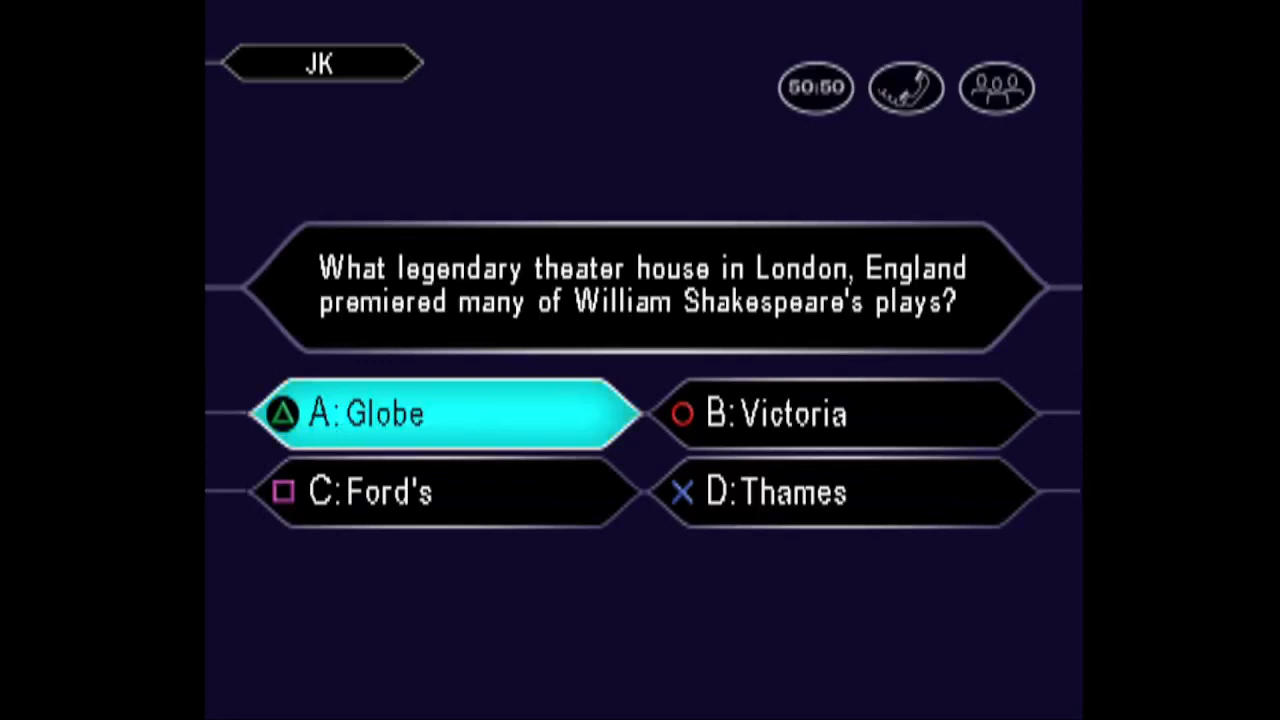 JK
50:50
What legendary theater house in London, England
premiered many of William Shakespeare's plays?
A: Globe
B: Victoria
C: Ford's
D: Thames